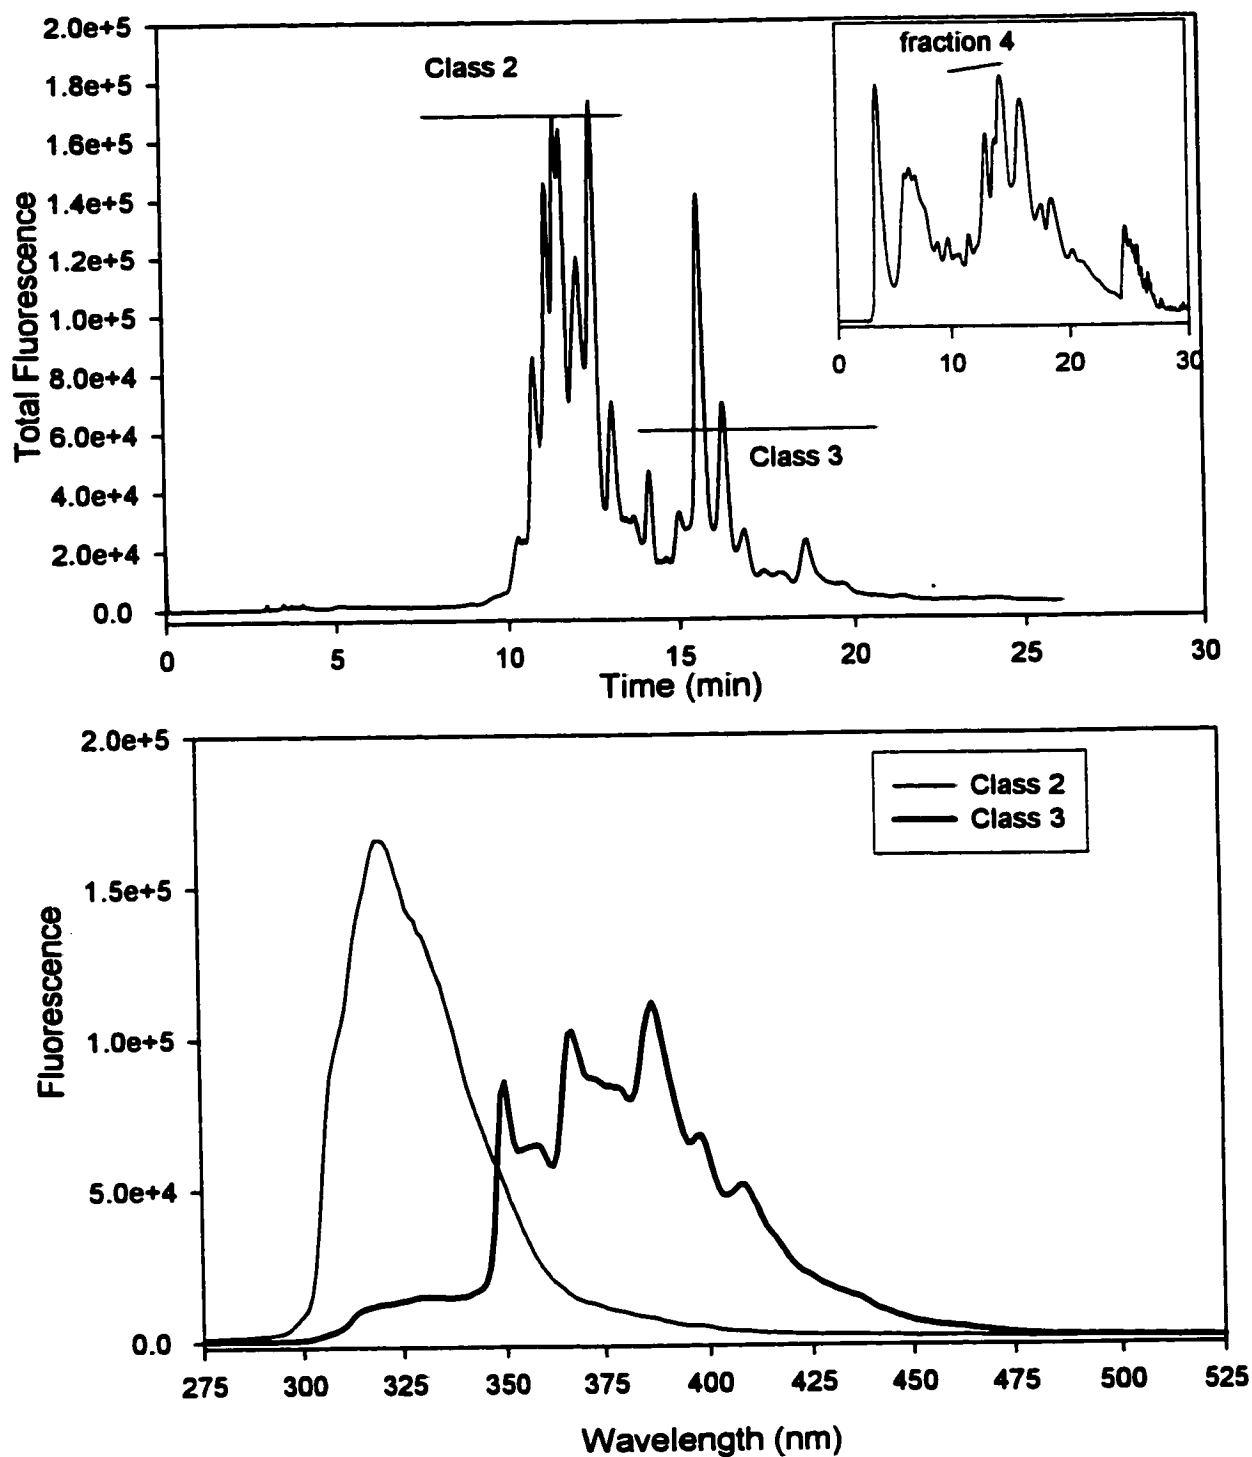 2.0e+5
1.8e+5
1.6e+5
1.4e+5
1.2e+5
1.0e+5
8.0e+4
6.0e+4
4.0e+4
2.0e+4
0.0
Total Fluorescence
Class 2
Class 3
fraction 4
0 10 20 30
0 5 10 15 20 25 30
Time (min)
2.0e+5
1.5e+5
1.0e+5
5.0e+4
0.0
Fluorescence
Class 2
Class 3
275 300 325 350 375 400 425 450 475 500 525
Wavelength (nm)